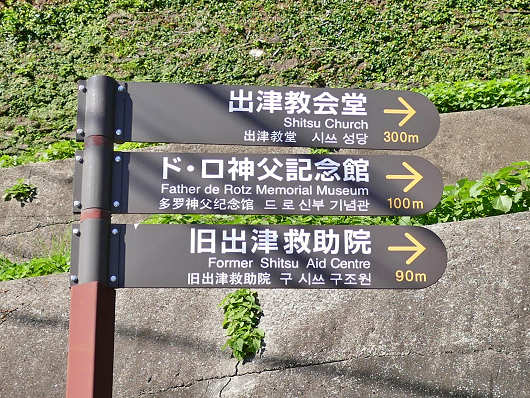 出津教会堂
Shitsu Church
出津教堂 시쓰 성당
300m
ド・ロ神父記念館
Father de Rotz Memorial Museum
多罗神父纪念馆 드 로 신부 기념관
100m
旧出津救助院
Former Shitsu Aid Centre
旧出津救助院 구 시쓰 구조원
90m